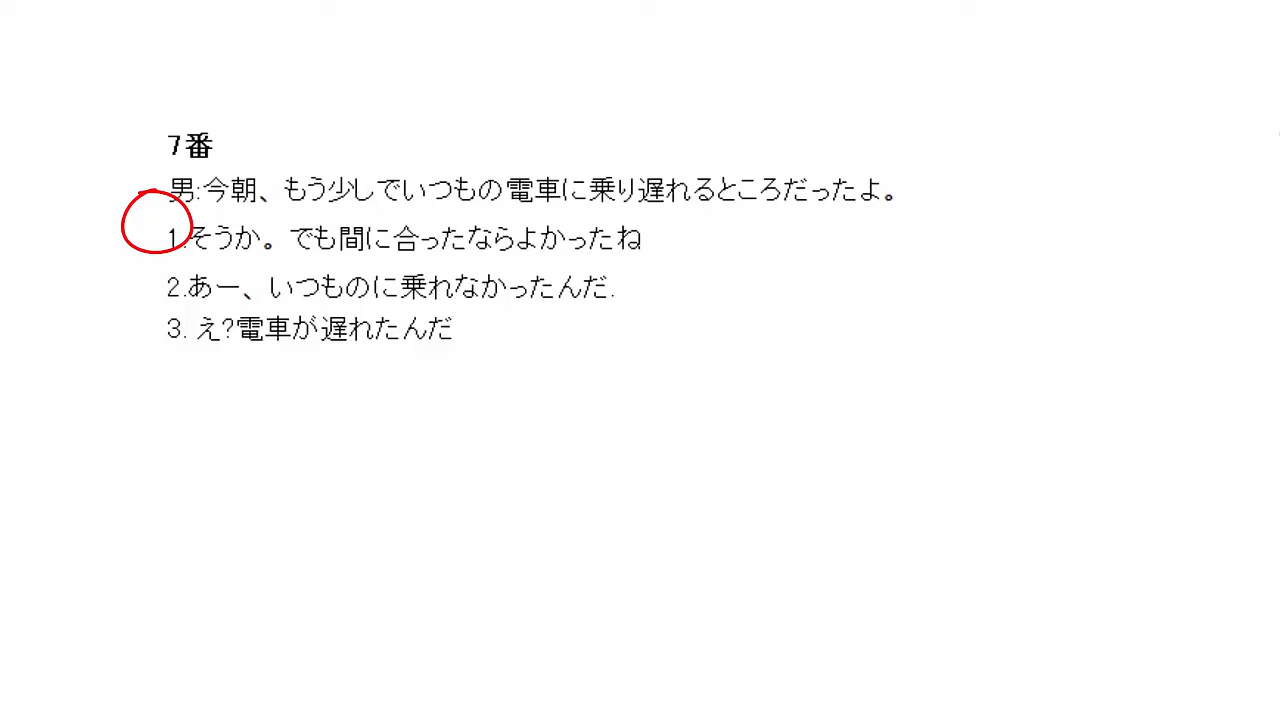 7番
男:今朝、もう少しでいつもの電車に乗り遅れるところだったよ。
1.そうか。でも間に合ったならよかったね
2.あー、いつものに乗れなかったんだ.
3. え?電車が遅れたんだ